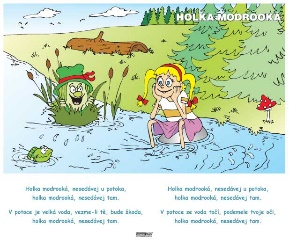 HOLKA MODROOKÁ
Holka modrooká, nesedávej u potoka,
holka modrooká, nesedávej tam.
V potoce je velká voda, vezme-li tě, bude škoda,
holka modrooká, nesedávej tam.
Holka modrooká, nesedávej u potoka,
holka modrooká, nesedávej tam.
V potoce se voda točí, podemele tvoje oči,
holka modrooká, nesedávej tam.